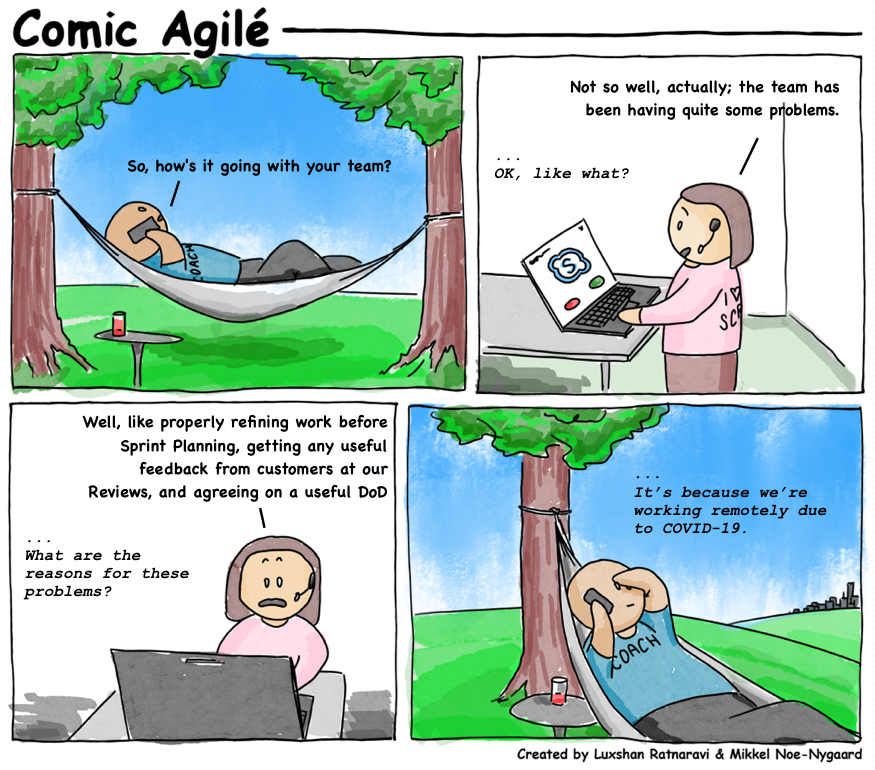 Comic Agilé
So, how's it going with your team?
COACH
Not so well, actually; the team has
been having quite some problems.
...
OK, like what?
S
I ♡
SCR
Well, like properly refining work before
Sprint Planning, getting any useful
feedback from customers at our
Reviews, and agreeing on a useful DoD
...
What are the
reasons for these
problems?
...
It's because we're
working remotely due
to COVID-19.
COACH
Created by Luxshan Ratnaravi & Mikkel Noe-Nygaard